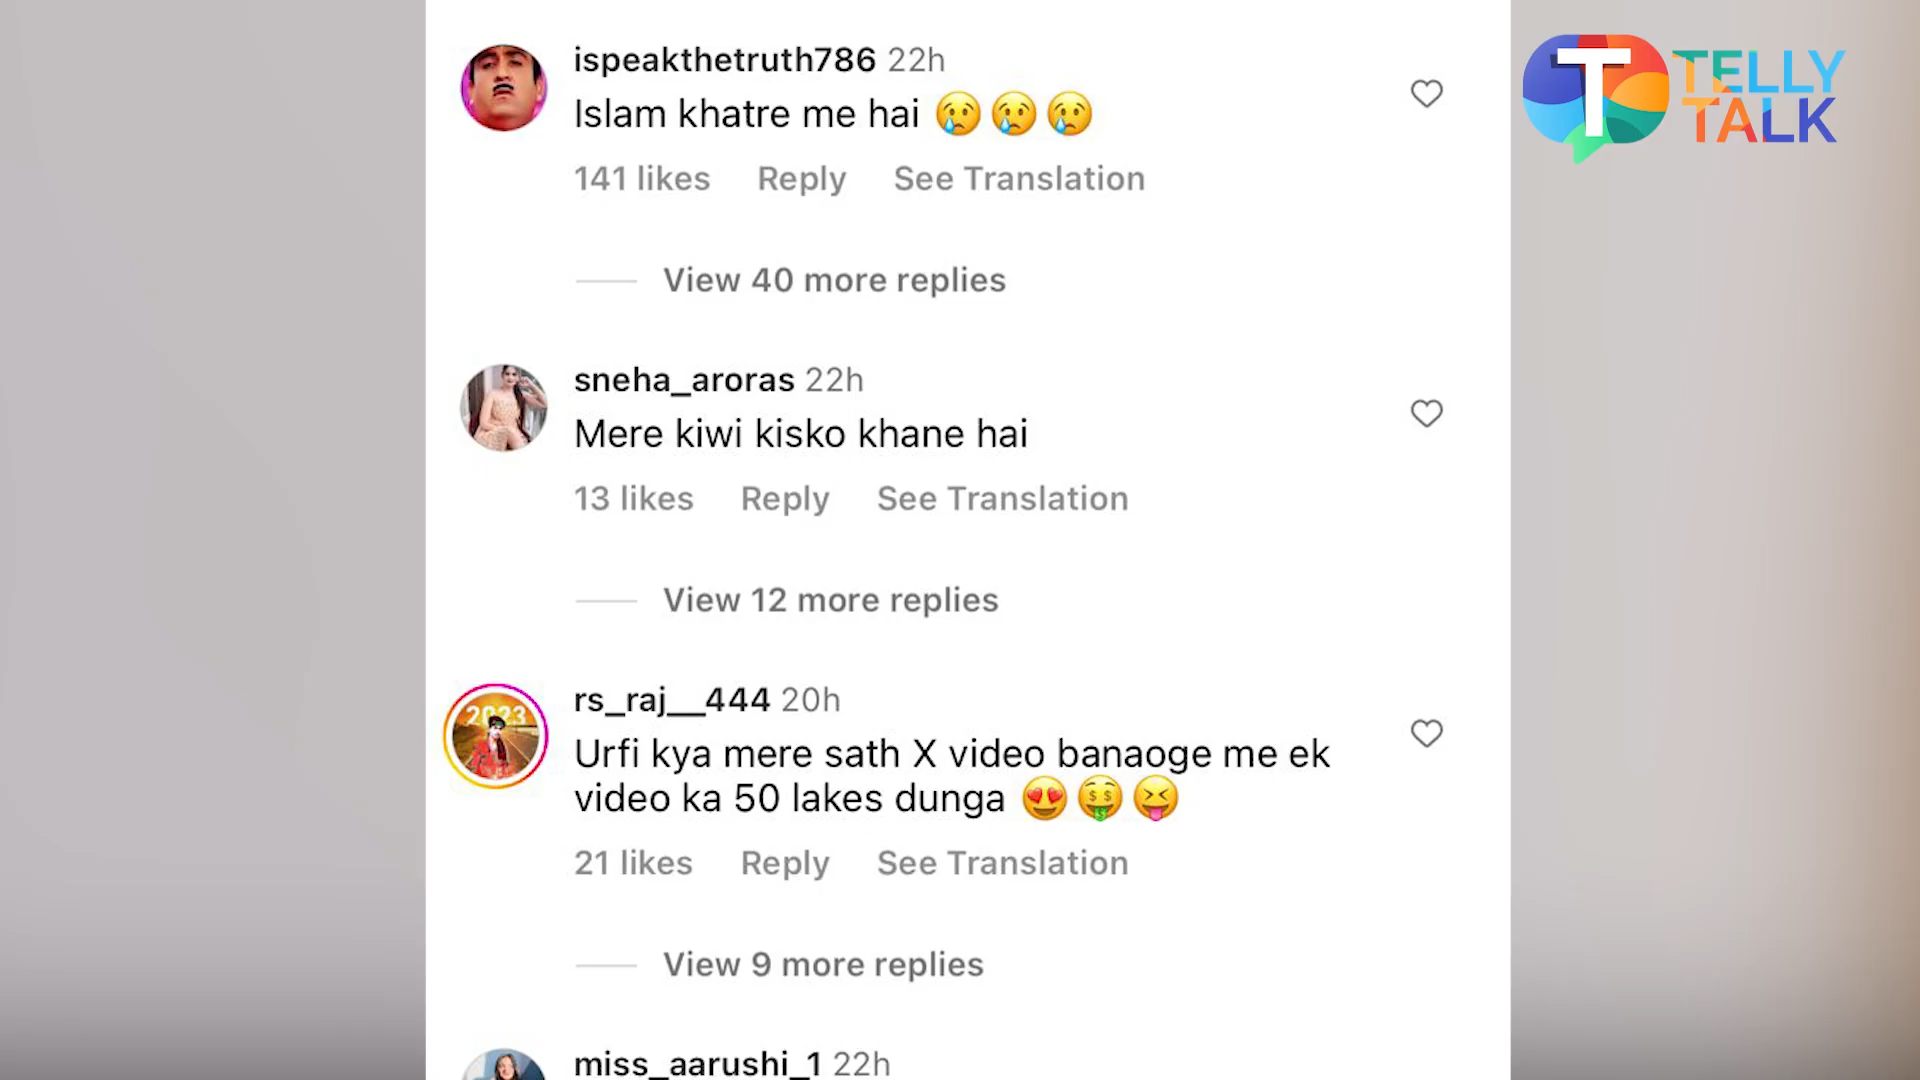 ispeakthetruth786 22h
Islam khatre me hai 😢😢😢
141 likes Reply See Translation
View 40 more replies
sneha_aroras 22h
Mere kiwi kisko khane hai
13 likes Reply See Translation
View 12 more replies
2023
rs_raj__444 20h
Urfi kya mere sath X video banaoge me ek
video ka 50 lakes dunga 😍🤑😝
21 likes Reply See Translation
View 9 more replies
miss_aarushi_1 22h
T TELLY
TALK